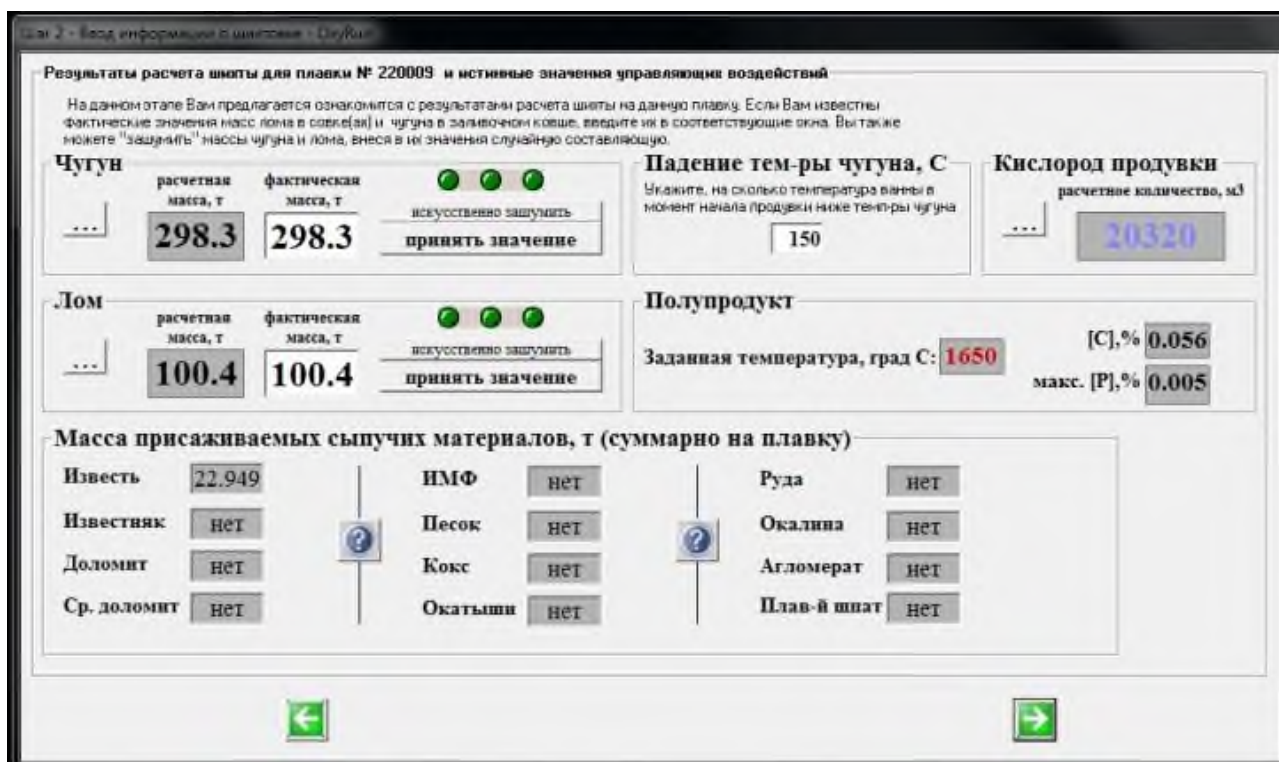 Шаг 2 - Ввод информации о шихтовке - OxyRun
Результаты расчета шихты для плавки № 220009 и истинные значения управляющих воздействий
На данном этапе Вам предлагается ознакомится с результатами расчета шихты на данную плавку. Если Вам известны
фактические значения масс лома в совке(ах) и чугуна в заливочном ковше, введите их в соответствующие окна. Вы также
можете "зашумить" массы чугуна и лома, внеся в их значения случайную составляющую.
Чугун
расчетная масса, т
фактическая масса, т
...
298.3
298.3
искусственно зашумить
принять значение
Падение тем-ры чугуна, С
Укажите, на сколько температура ванны в
момент начала продувки ниже темп-ры чугуна
150
Кислород продувки
расчетное количество, м3
...
20320
Лом
расчетная масса, т
фактическая масса, т
...
100.4
100.4
искусственно зашумить
принять значение
Полупродукт
Заданная температура, град С: 1650
[C],% 0.056
макс. [P],% 0.005
Масса присаживаемых сыпучих материалов, т (суммарно на плавку)
Известь 22.949
Известняк нет
Доломит нет
Ср. доломит нет
ИМФ нет
Песок нет
Кокс нет
Окатыши нет
Руда нет
Окалина нет
Агломерат нет
Плав-й шпат нет